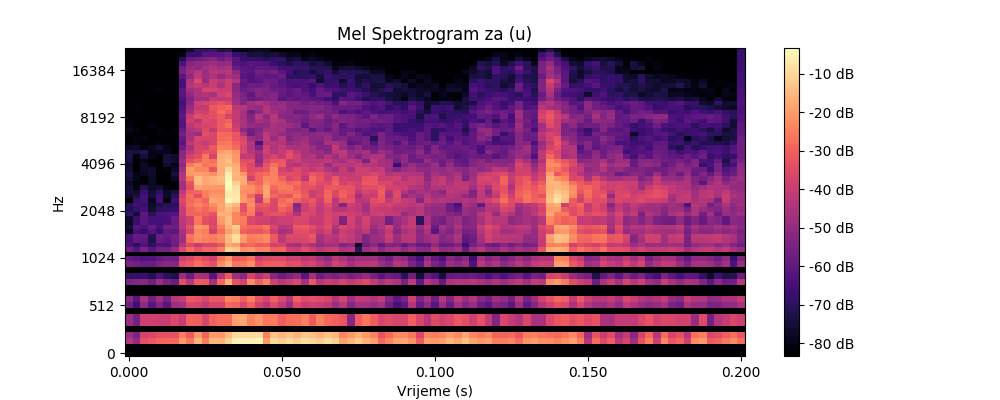 Mel Spektrogram za (u)
Hz
16384
8192
4096
2048
1024
512
0
0.000 0.050 0.100 0.150 0.200
Vrijeme (s)
-10 dB
-20 dB
-30 dB
-40 dB
-50 dB
-60 dB
-70 dB
-80 dB